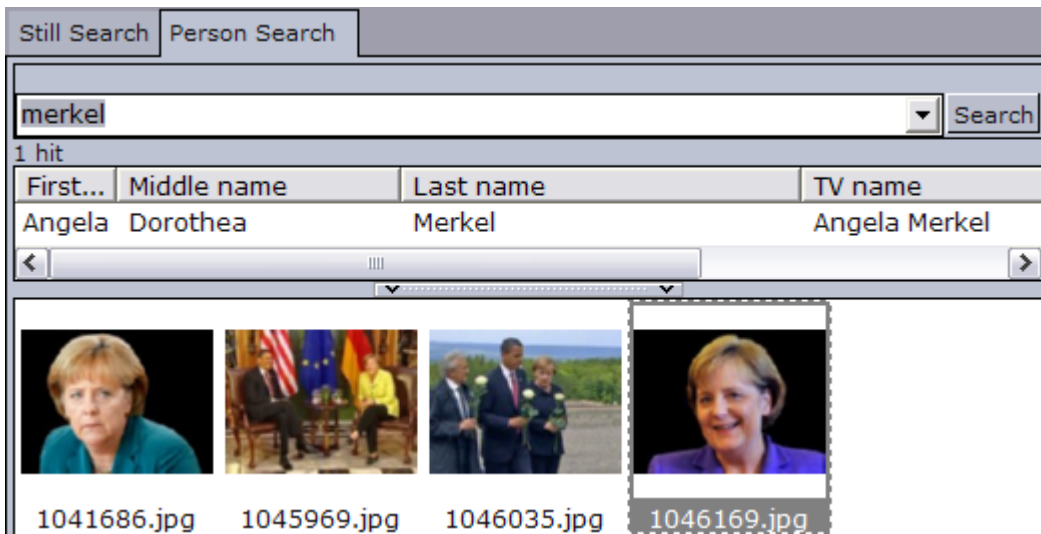 Still Search Person Search
merkel Search
1 hit
First... Middle name Last name TV name
Angela Dorothea Merkel Angela Merkel
1041686.jpg 1045969.jpg 1046035.jpg 1046169.jpg